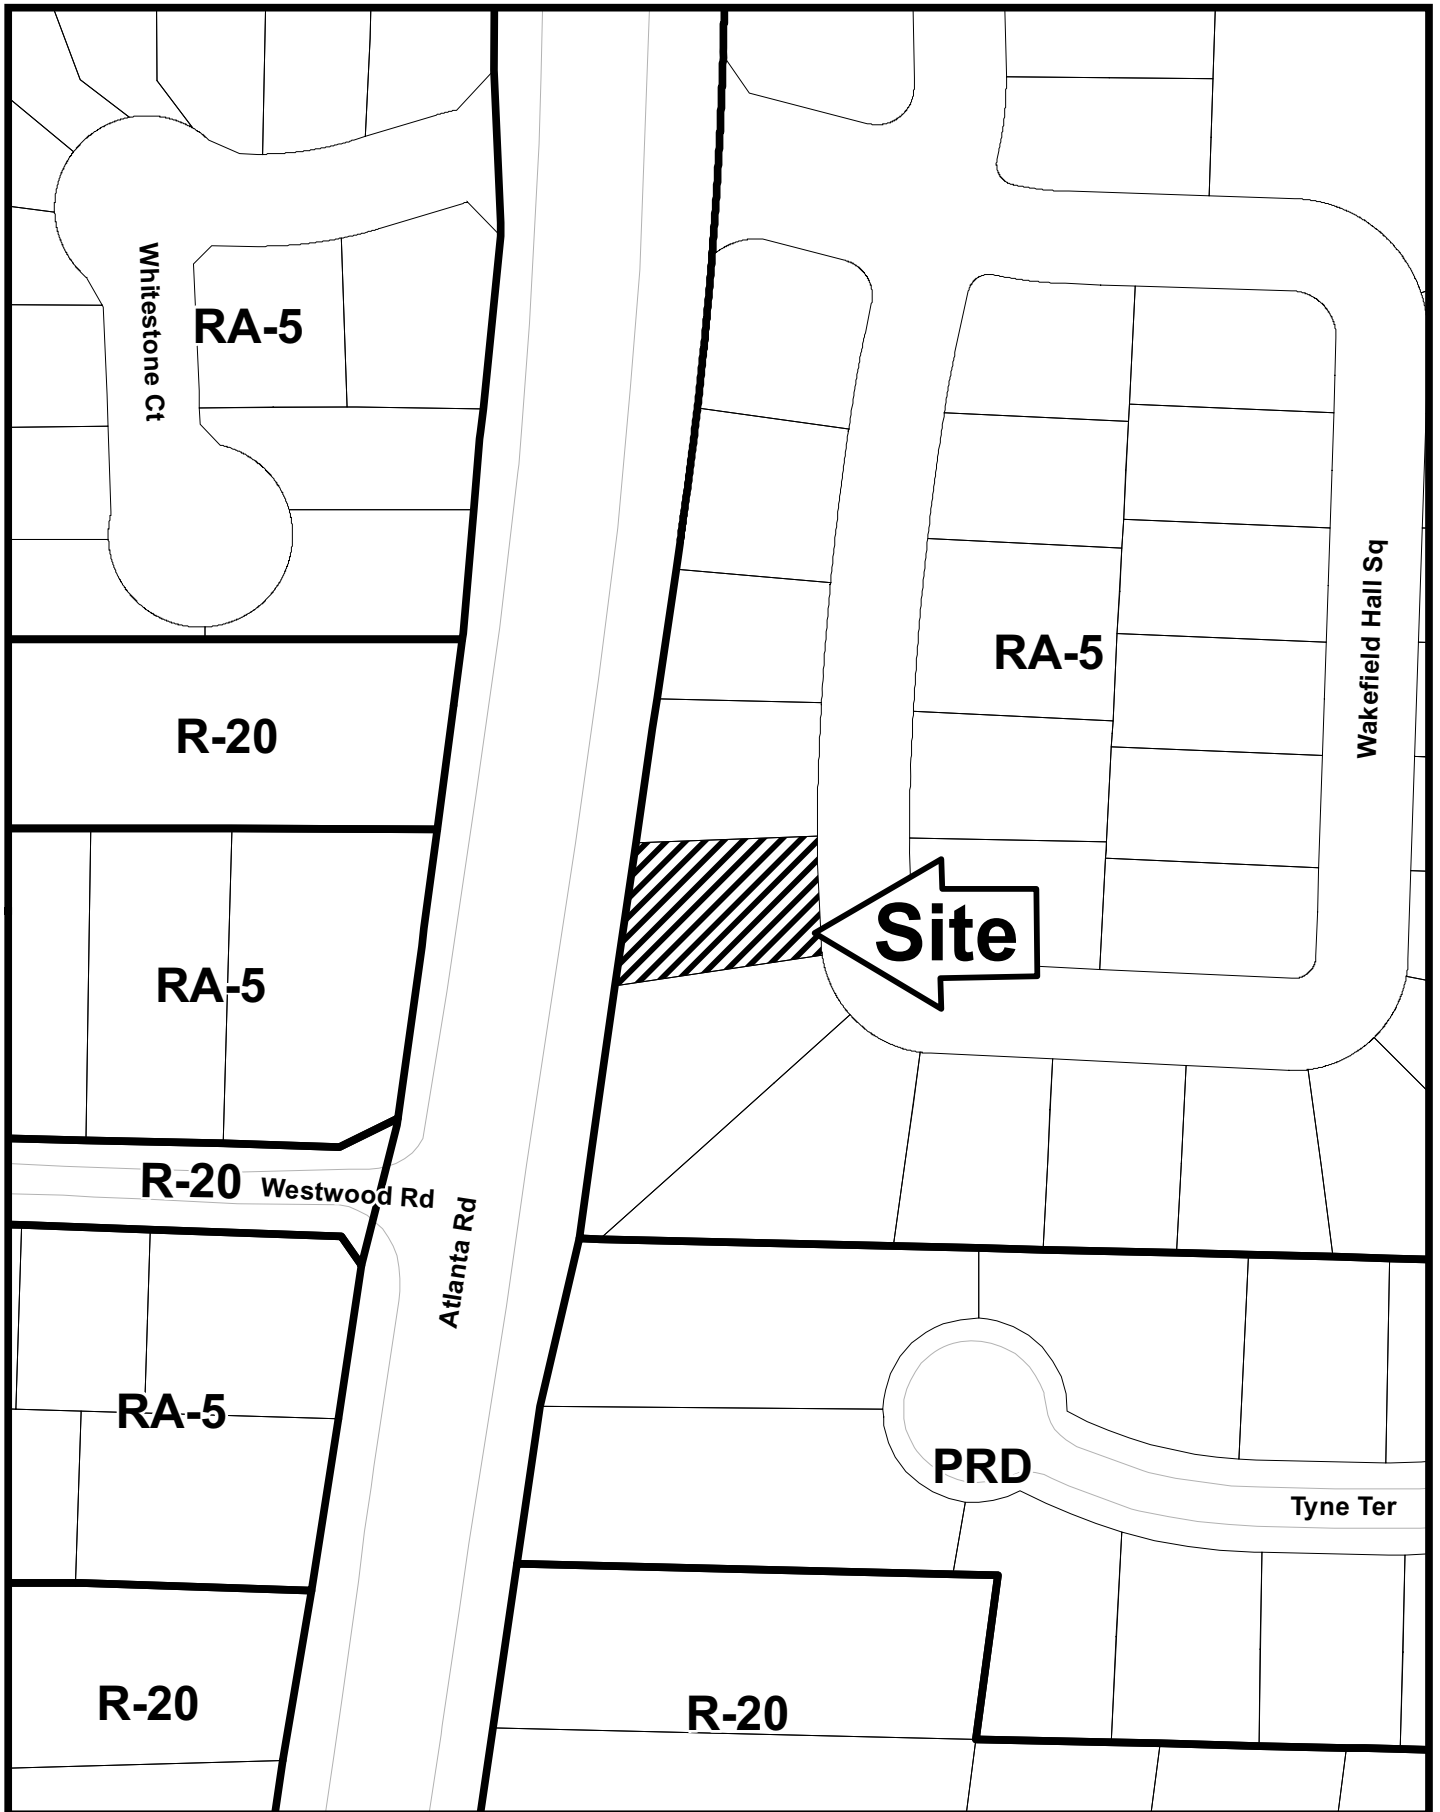 Whitestone Ct
RA-5
Wakefield Hall Sq
RA-5
R-20
Site
RA-5
R-20
Westwood Rd
Atlanta Rd
RA-5
PRD
Tyne Ter
R-20
R-20